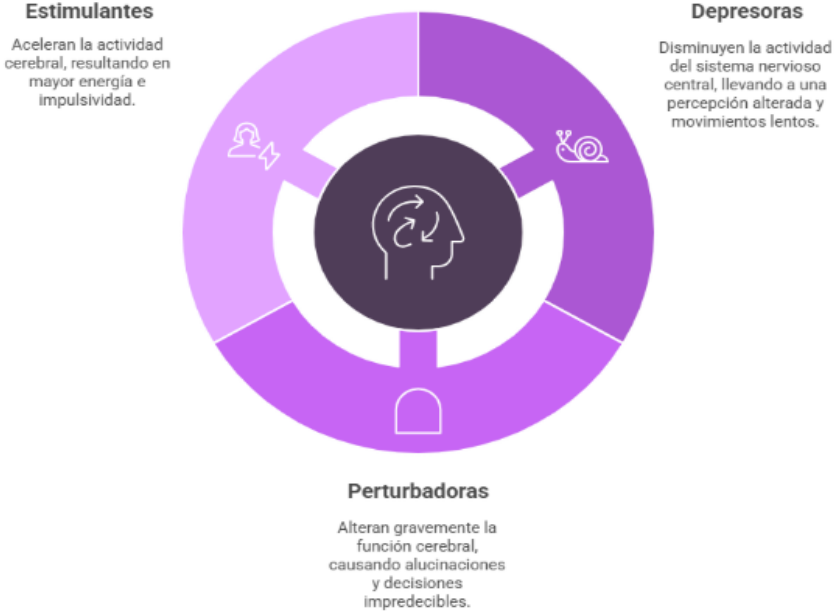 Estimulantes
Aceleran la actividad
cerebral, resultando en
mayor energía e
impulsividad.
Depresoras
Disminuyen la actividad
del sistema nervioso
central, llevando a una
percepción alterada y
movimientos lentos.
Perturbadoras
Alteran gravemente la
función cerebral,
causando alucinaciones
y decisiones
impredecibles.